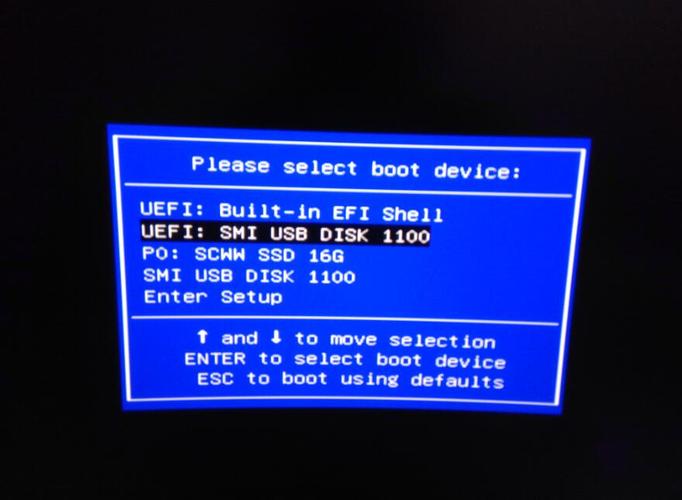 Please select boot device:
UEFI: Built-in EFI Shell
UEFI: SMI USB DISK 1100
P0: SCWW SSD 16G
SMI USB DISK 1100
Enter Setup
↑ and ↓ to move selection
ENTER to select boot device
ESC to boot using defaults